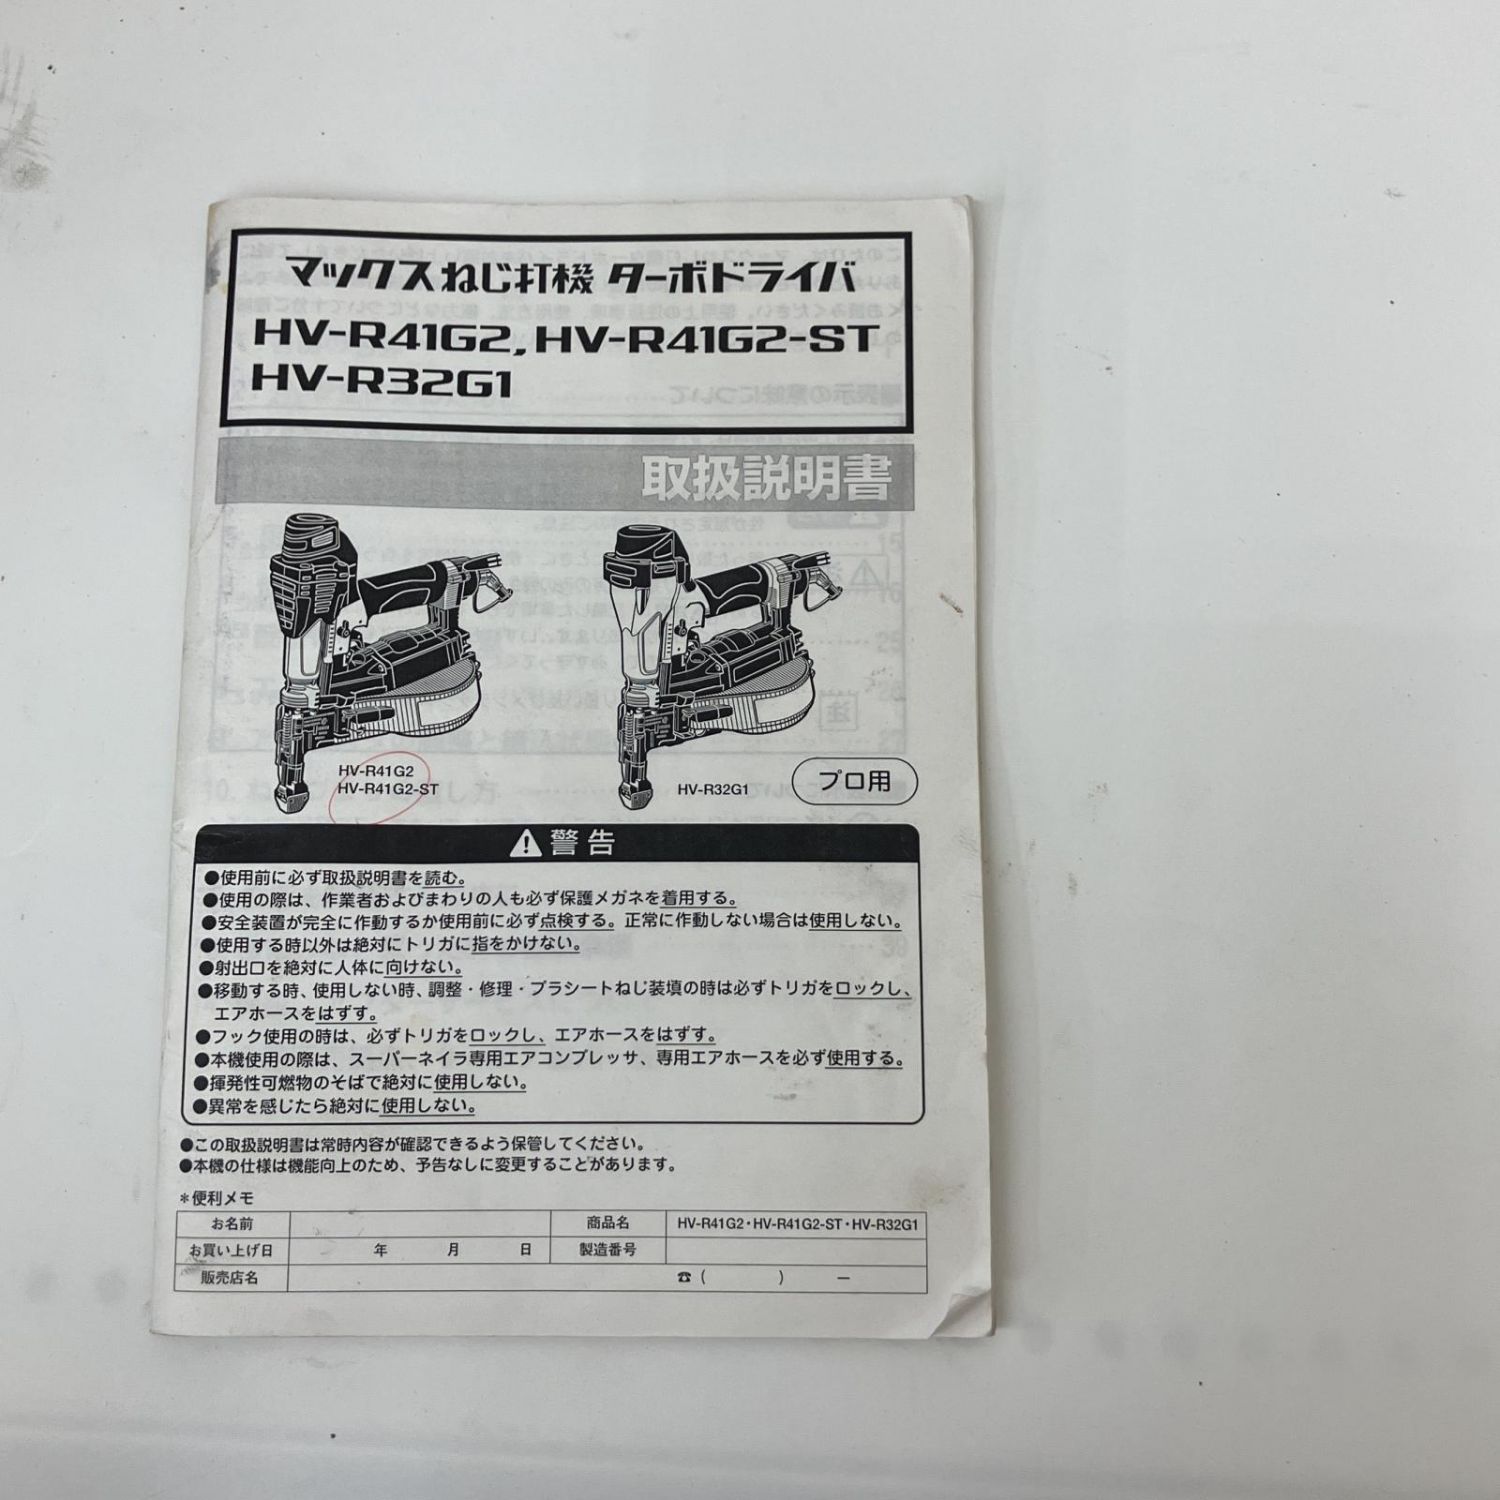 マックスねじ打機 ターボドライバ
HV-R41G2, HV-R41G2-ST
HV-R32G1
取扱説明書
HV-R41G2
HV-R41G2-ST
HV-R32G1
プロ用
警告
●使用前に必ず取扱説明書を読む。
●使用の際は、作業者およびまわりの人も必ず保護メガネを着用する。
●安全装置が完全に作動するか使用前に必ず点検する。正常に作動しない場合は使用しない。
●使用する時以外は絶対にトリガに指をかけない。
●射出口を絶対に人体に向けない。
●移動する時、使用しない時、調整・修理・プラシートねじ装填の時は必ずトリガをロックし、
エアホースをはずす。
●フック使用の時は、必ずトリガをロックし、エアホースをはずす。
●本機使用の際は、スーパーネイラ専用エアコンプレッサ、専用エアホースを必ず使用する。
●揮発性可燃物のそばで絶対に使用しない。
●異常を感じたら絶対に使用しない。
●この取扱説明書は常時内容が確認できるよう保管してください。
●本機の仕様は機能向上のため、予告なしに変更することがあります。
＊便利メモ
お名前 商品名 HV-R41G2・HV-R41G2-ST・HV-R32G1
お買い上げ日 年 月 日 製造番号
販売店名 ☎ ( ) －